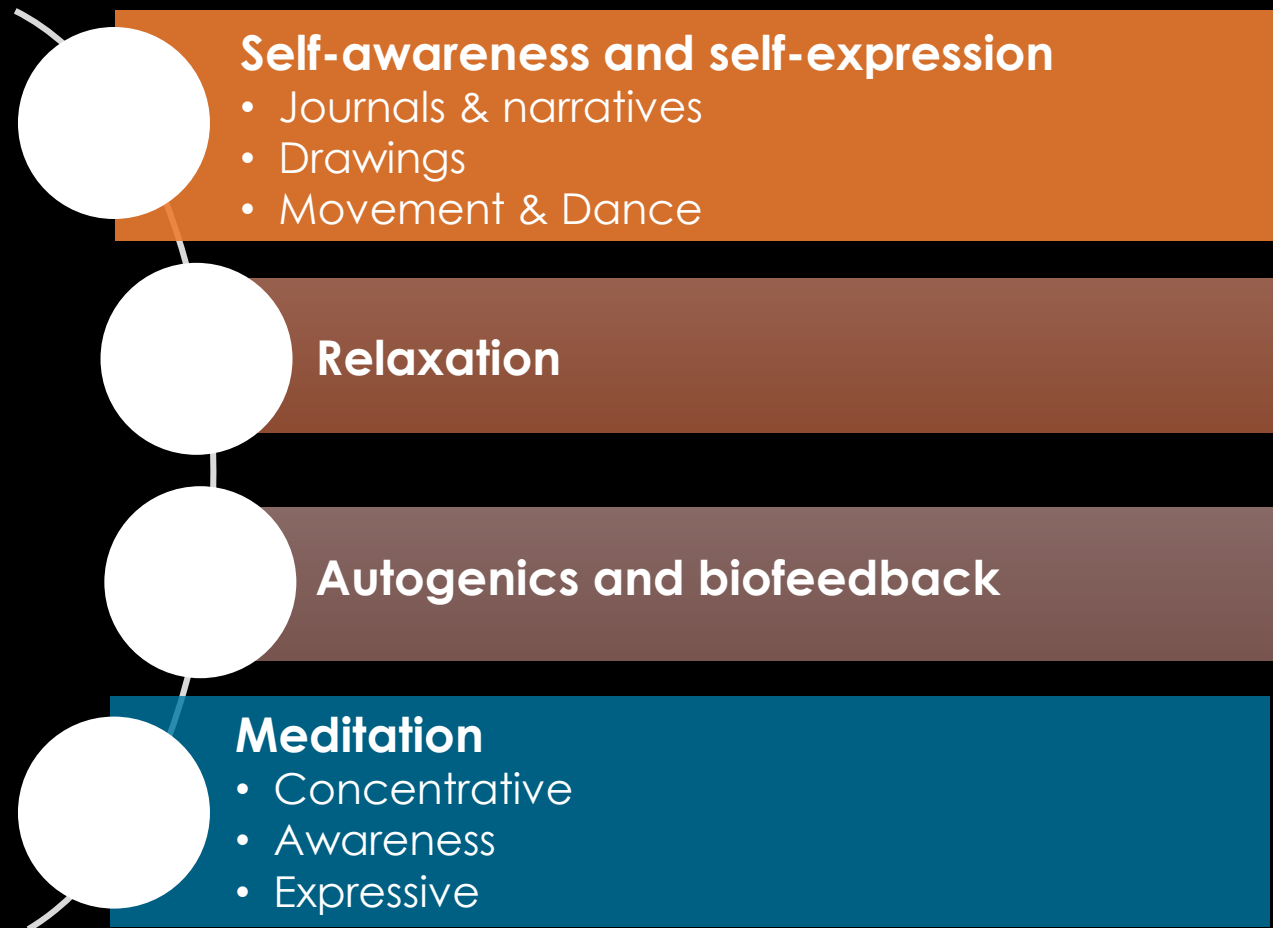 Self-awareness and self-expression
• Journals & narratives
• Drawings
• Movement & Dance
Relaxation
Autogenics and biofeedback
Meditation
• Concentrative
• Awareness
• Expressive